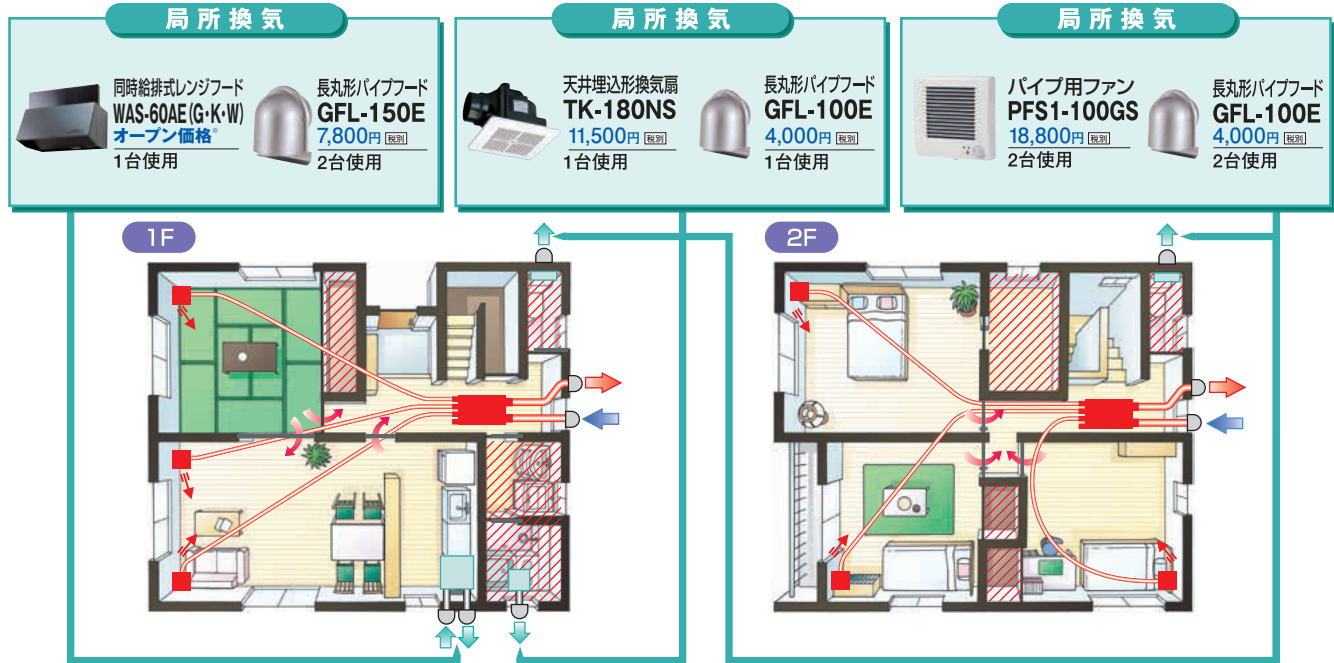 局所換気
同時給排式レンジフード
WAS-60AE(G・K・W)
オープン価格※
1台使用
長丸形パイプフード
GFL-150E
7,800円 税別
2台使用
局所換気
天井埋込形換気扇
TK-180NS
11,500円 税別
1台使用
長丸形パイプフード
GFL-100E
4,000円 税別
1台使用
局所換気
パイプ用ファン
PFS1-100GS
18,800円 税別
2台使用
長丸形パイプフード
GFL-100E
4,000円 税別
2台使用
1F
2F